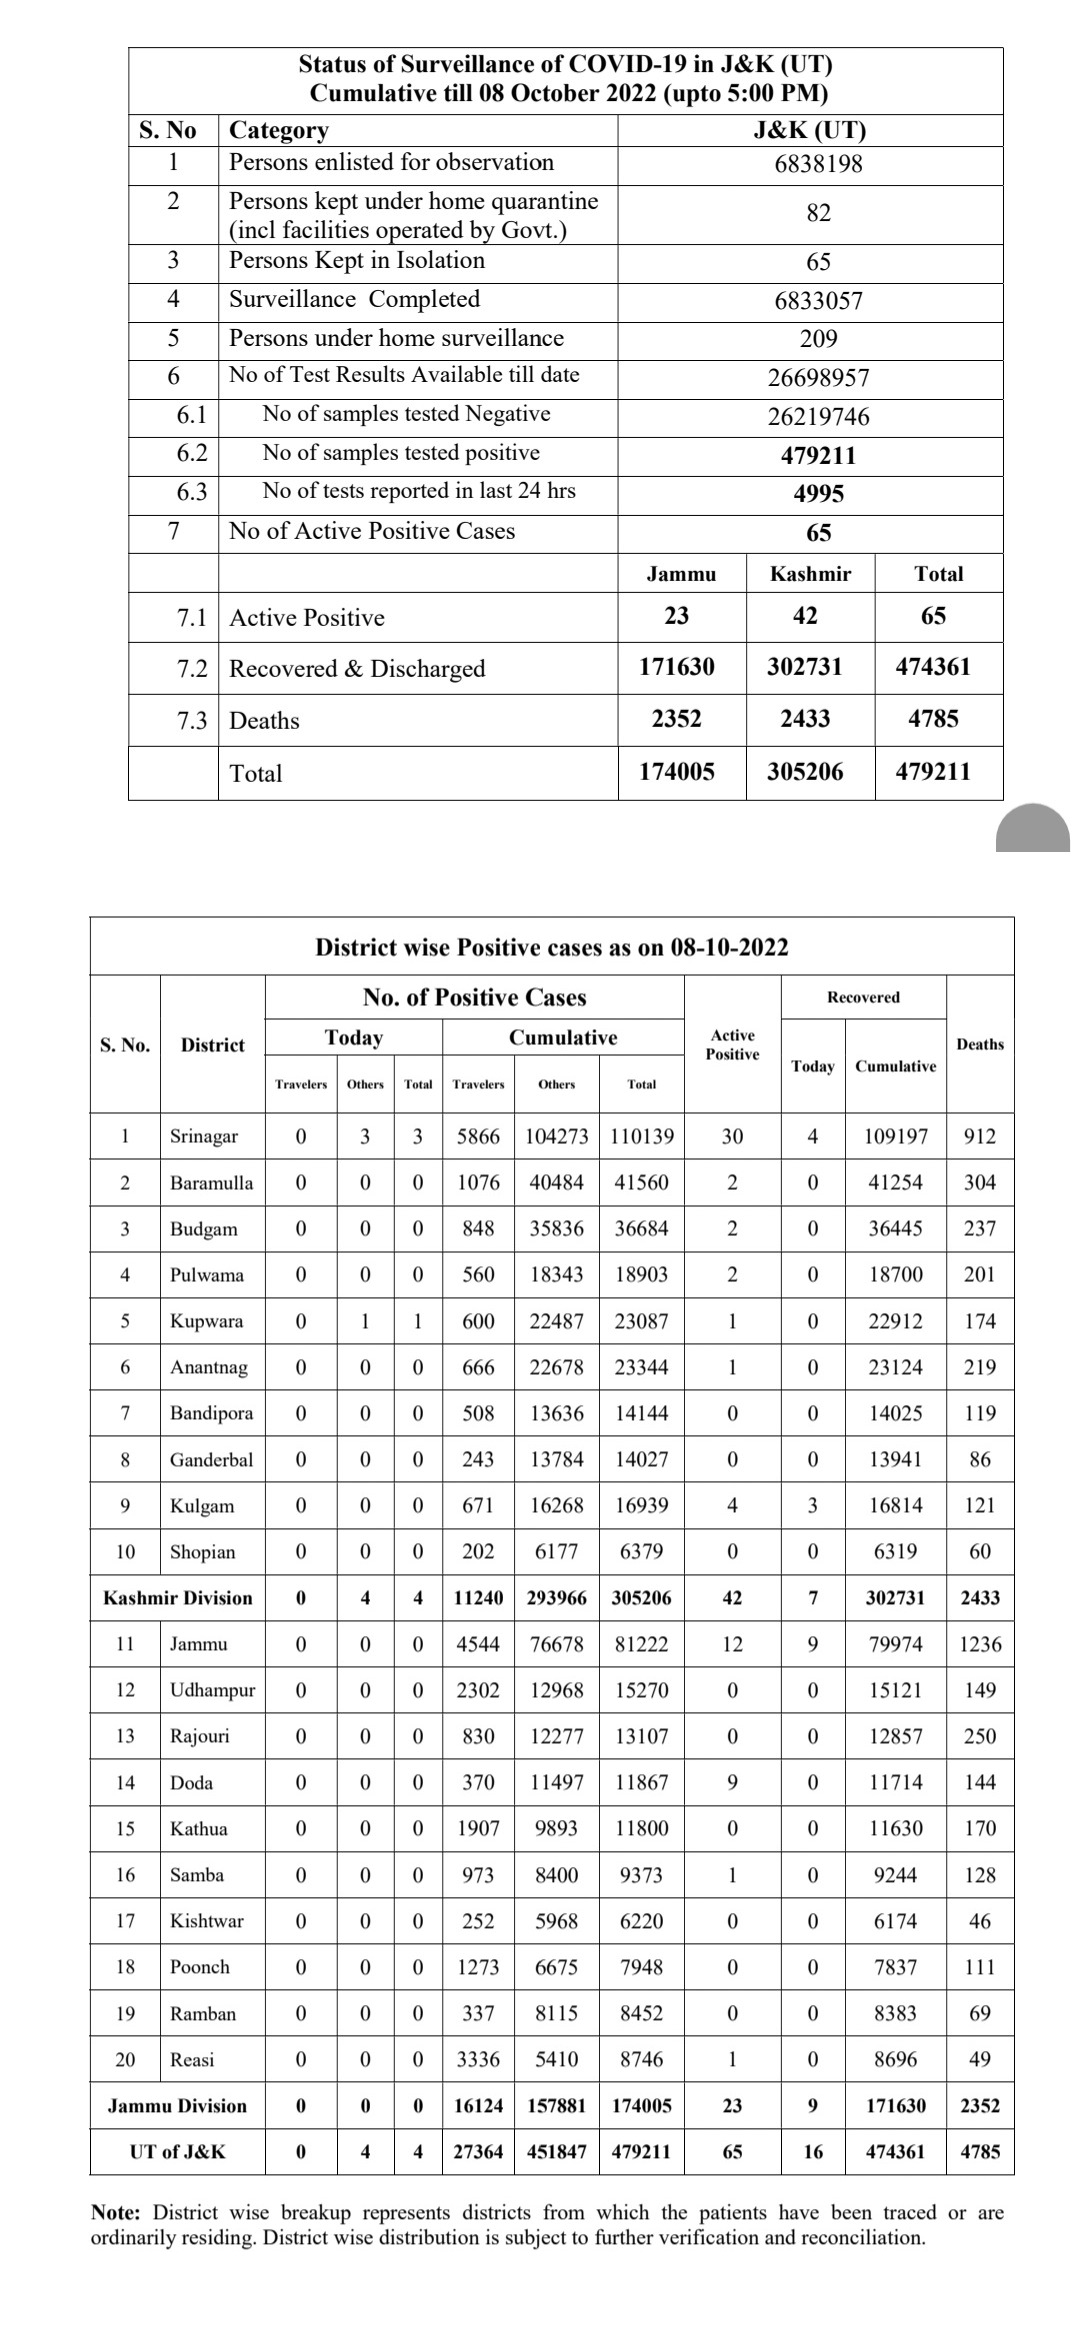 Status of Surveillance of COVID-19 in J&K (UT)
Cumulative till 08 October 2022 (upto 5:00 PM)
S. No Category J&K (UT)
1 Persons enlisted for observation 6838198
2 Persons kept under home quarantine
(incl facilities operated by Govt.) 82
3 Persons Kept in Isolation 65
4 Surveillance Completed 6833057
5 Persons under home surveillance 209
6 No of Test Results Available till date 26698957
6.1 No of samples tested Negative 26219746
6.2 No of samples tested positive 479211
6.3 No of tests reported in last 24 hrs 4995
7 No of Active Positive Cases 65
Jammu Kashmir Total
7.1 Active Positive 23 42 65
7.2 Recovered & Discharged 171630 302731 474361
7.3 Deaths 2352 2433 4785
Total 174005 305206 479211
District wise Positive cases as on 08-10-2022
S. No. District No. of Positive Cases Active Positive Recovered Deaths
Today Cumulative Today Cumulative
Travelers Others Total Travelers Others Total
1 Srinagar 0 3 3 5866 104273 110139 30 4 109197 912
2 Baramulla 0 0 0 1076 40484 41560 2 0 41254 304
3 Budgam 0 0 0 848 35836 36684 2 0 36445 237
4 Pulwama 0 0 0 560 18343 18903 2 0 18700 201
5 Kupwara 0 1 1 600 22487 23087 1 0 22912 174
6 Anantnag 0 0 0 666 22678 23344 1 0 23124 219
7 Bandipora 0 0 0 508 13636 14144 0 0 14025 119
8 Ganderbal 0 0 0 243 13784 14027 0 0 13941 86
9 Kulgam 0 0 0 671 16268 16939 4 3 16814 121
10 Shopian 0 0 0 202 6177 6379 0 0 6319 60
Kashmir Division 0 4 4 11240 293966 305206 42 7 302731 2433
11 Jammu 0 0 0 4544 76678 81222 12 9 79974 1236
12 Udhampur 0 0 0 2302 12968 15270 0 0 15121 149
13 Rajouri 0 0 0 830 12277 13107 0 0 12857 250
14 Doda 0 0 0 370 11497 11867 9 0 11714 144
15 Kathua 0 0 0 1907 9893 11800 0 0 11630 170
16 Samba 0 0 0 973 8400 9373 1 0 9244 128
17 Kishtwar 0 0 0 252 5968 6220 0 0 6174 46
18 Poonch 0 0 0 1273 6675 7948 0 0 7837 111
19 Ramban 0 0 0 337 8115 8452 0 0 8383 69
20 Reasi 0 0 0 3336 5410 8746 1 0 8696 49
Jammu Division 0 0 0 16124 157881 174005 23 9 171630 2352
UT of J&K 0 4 4 27364 451847 479211 65 16 474361 4785
Note: District wise breakup represents districts from which the patients have been traced or are
ordinarily residing. District wise distribution is subject to further verification and reconciliation.